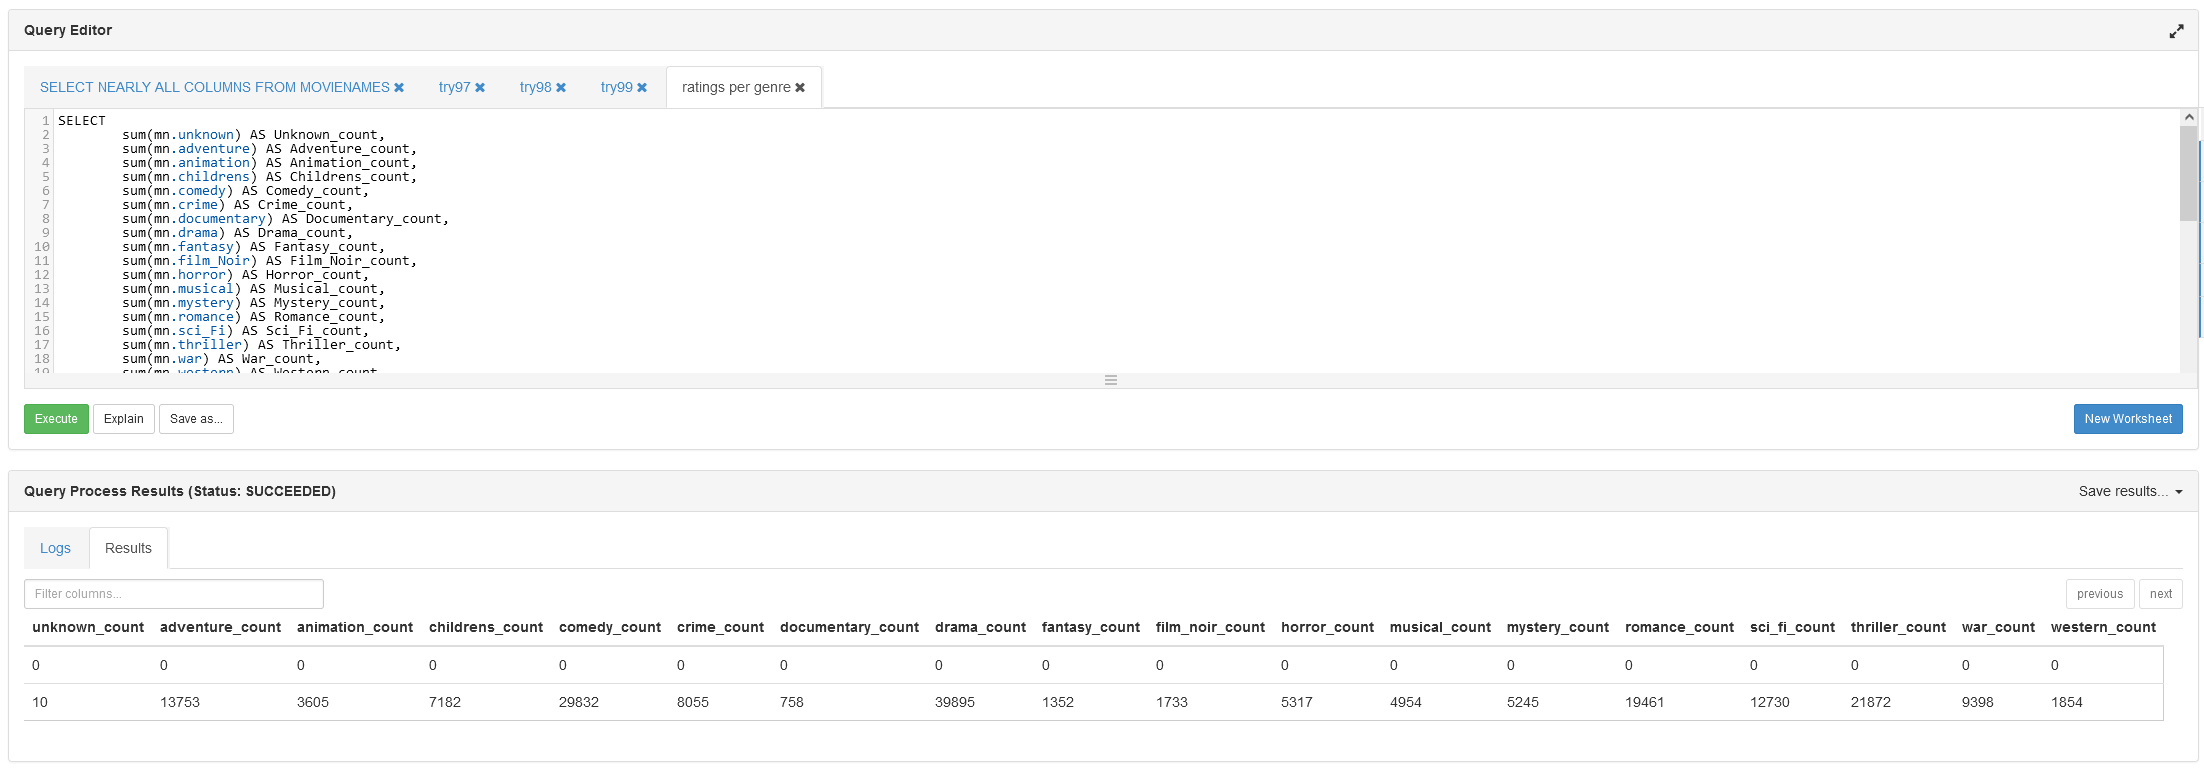 Query Editor
SELECT NEARLY ALL COLUMNS FROM MOVIENAMES ✖ try97 ✖ try98 ✖ try99 ✖ ratings per genre ✖
1 SELECT
2 sum(mn.unknown) AS Unknown_count,
3 sum(mn.adventure) AS Adventure_count,
4 sum(mn.animation) AS Animation_count,
5 sum(mn.childrens) AS Childrens_count,
6 sum(mn.comedy) AS Comedy_count,
7 sum(mn.crime) AS Crime_count,
8 sum(mn.documentary) AS Documentary_count,
9 sum(mn.drama) AS Drama_count,
10 sum(mn.fantasy) AS Fantasy_count,
11 sum(mn.film_Noir) AS Film_Noir_count,
12 sum(mn.horror) AS Horror_count,
13 sum(mn.musical) AS Musical_count,
14 sum(mn.mystery) AS Mystery_count,
15 sum(mn.romance) AS Romance_count,
16 sum(mn.sci_Fi) AS Sci_Fi_count,
17 sum(mn.thriller) AS Thriller_count,
18 sum(mn.war) AS War_count,
19 sum(mn.western) AS Western_count
Execute Explain Save as... New Worksheet
Query Process Results (Status: SUCCEEDED) Save results...
Logs Results
Filter columns... previous next
unknown_count adventure_count animation_count childrens_count comedy_count crime_count documentary_count drama_count fantasy_count film_noir_count horror_count musical_count mystery_count romance_count sci_fi_count thriller_count war_count western_count
0 0 0 0 0 0 0 0 0 0 0 0 0 0 0 0 0 0
10 13753 3605 7182 29832 8055 758 39895 1352 1733 5317 4954 5245 19461 12730 21872 9398 1854